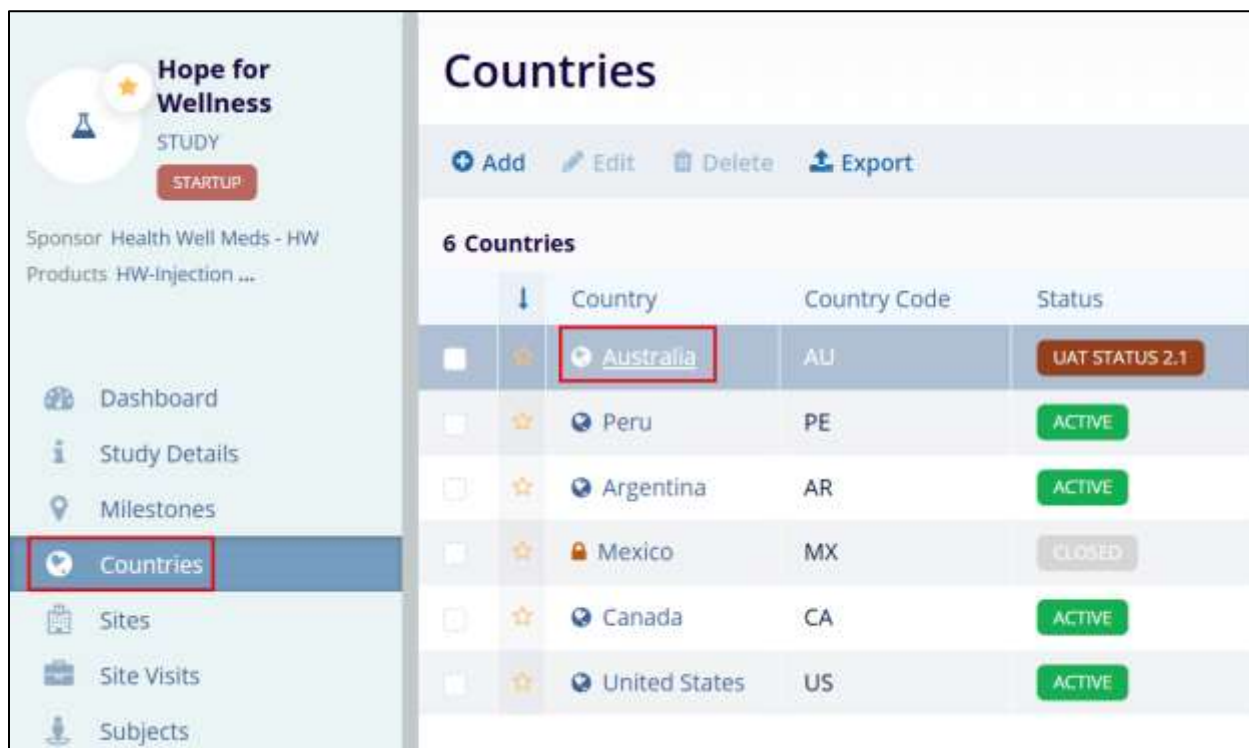 Hope for
Wellness
STUDY
STARTUP
Sponsor Health Well Meds - HW
Products HW-Injection ...
Dashboard
Study Details
Milestones
Countries
Sites
Site Visits
Subjects
Countries
Add Edit Delete Export
6 Countries
Country Country Code Status
Australia AU UAT STATUS 2.1
Peru PE ACTIVE
Argentina AR ACTIVE
Mexico MX CLOSED
Canada CA ACTIVE
United States US ACTIVE